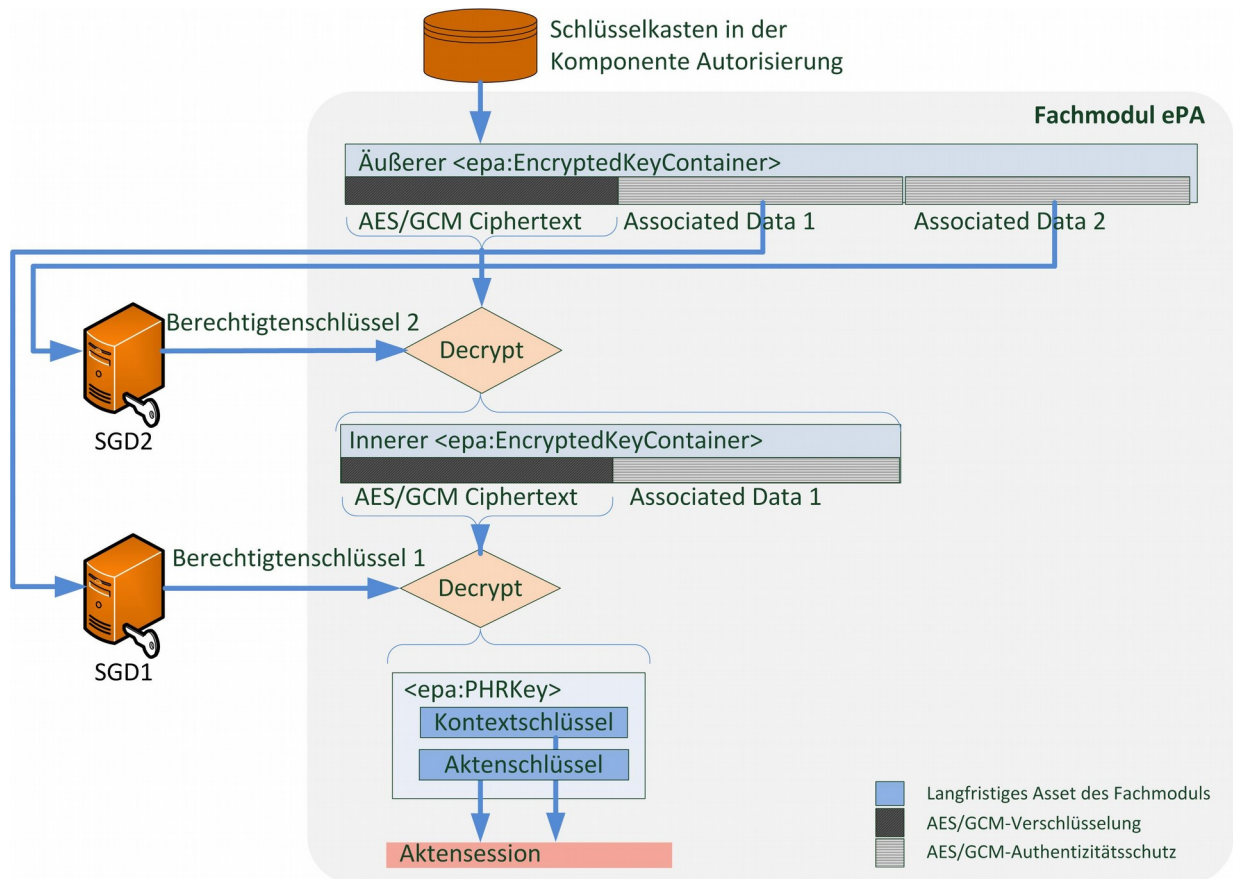 Schlüsselkasten in der
Komponente Autorisierung
Fachmodul ePA
Äußerer <epa:EncryptedKeyContainer>
AES/GCM Ciphertext
Associated Data 1
Associated Data 2
Berechtigtenschlüssel 2
Decrypt
SGD2
Innerer <epa:EncryptedKeyContainer>
AES/GCM Ciphertext
Associated Data 1
Berechtigtenschlüssel 1
Decrypt
SGD1
<epa:PHRKey>
Kontextschlüssel
Aktenschlüssel
Aktensession
Langfristiges Asset des Fachmoduls
AES/GCM-Verschlüsselung
AES/GCM-Authentizitätsschutz